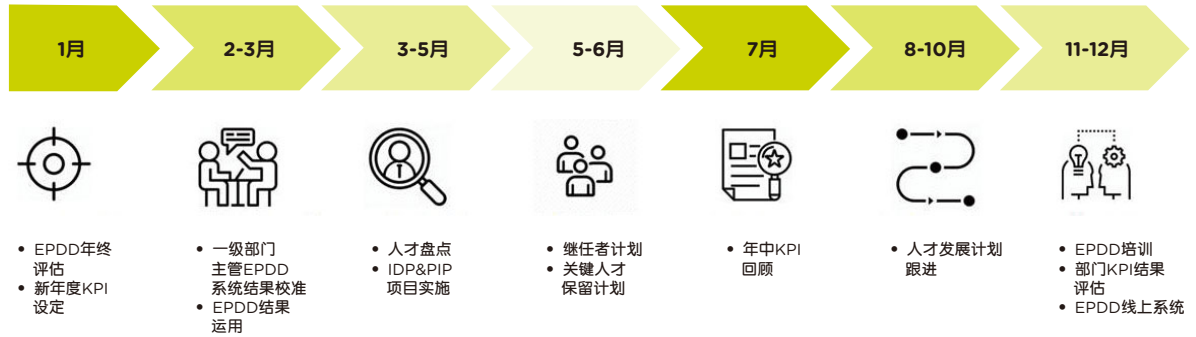 1月
2-3月
3-5月
5-6月
7月
8-10月
11-12月
• EPDD年终
评估
• 新年度KPI
设定
• 一级部门
主管EPDD
系统结果校准
• EPDD结果
运用
• 人才盘点
• IDP&PIP
项目实施
• 继任者计划
• 关键人才
保留计划
• 年中KPI
回顾
• 人才发展计划
跟进
• EPDD培训
• 部门KPI结果
评估
• EPDD线上系统